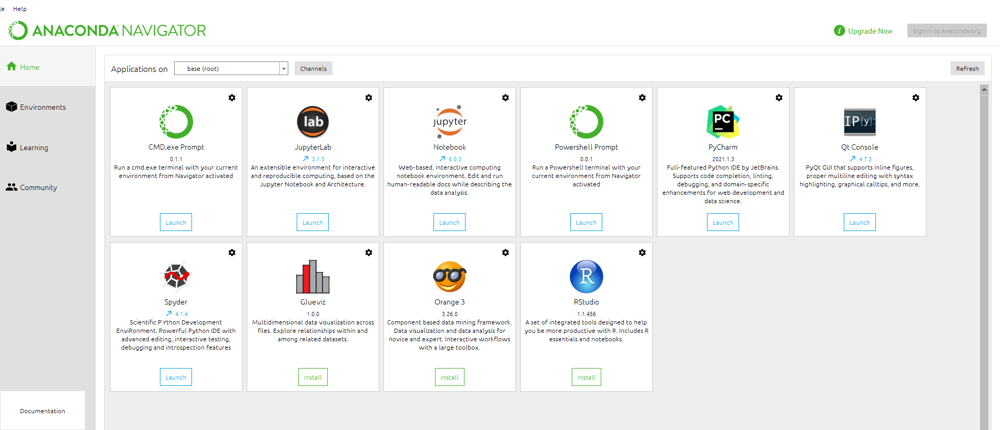 le Help
ANACONDA NAVIGATOR
Upgrade Now
Sign in to Anaconda.org
Home
Environments
Learning
Community
Documentation
Applications on
base (root)
Channels
Refresh
CMD.exe Prompt
0.1.1
Run a cmd.exe terminal with your current
environment from Navigator activated
Launch
lab
JupyterLab
2.1.5
An extensible environment for interactive
and reproducible computing, based on the
Jupyter Notebook and Architecture.
Launch
jupyter
Notebook
6.0.3
Web-based, interactive computing
notebook environment. Edit and run
human-readable docs while describing the
data analysis.
Launch
Powershell Prompt
0.0.1
Run a Powershell terminal with your
current environment from Navigator
activated
Launch
PC
PyCharm
2021.1.3
Full-featured Python IDE by JetBrains.
Supports code completion, linting,
debugging, and domain-specific
enhancements for web development and
data science.
Launch
IP[y]:
Qt Console
4.7.5
PyQt GUI that supports inline figures,
proper multiline editing with syntax
highlighting, graphical calltips, and more.
Launch
Spyder
4.1.4
Scientific PYthon Development
EnviRonment. Powerful Python IDE with
advanced editing, interactive testing,
debugging and introspection features
Launch
Glueviz
1.0.0
Multidimensional data visualization across
files. Explore relationships within and
among related datasets.
Install
Orange 3
3.26.0
Component based data mining framework.
Data visualization and data analysis for
novice and expert. Interactive workflows
with a large toolbox.
Install
R
RStudio
1.1.456
A set of integrated tools designed to help
you be more productive with R. Includes R
essentials and notebooks.
Install